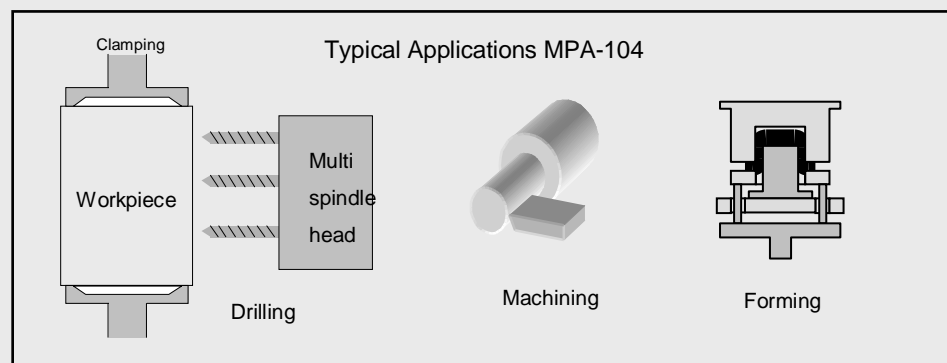 Typical Applications MPA-104
Clamping
Workpiece
Multi
spindle
head
Drilling
Machining
Forming